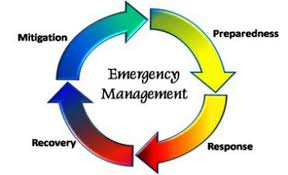 Mitigation
Preparedness
Emergency
Management
Recovery
Response